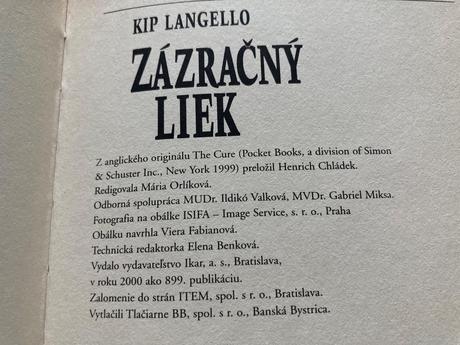 KIP LANGELLO
ZÁZRAČNÝ
LIEK
Z anglického originálu The Cure (Pocket Books, a division of Simon
& Schuster Inc., New York 1999) preložil Henrich Chládek.
Redigovala Mária Orlíková.
Odborná spolupráca MUDr. Ildikó Valková, MVDr. Gabriel Miksa.
Fotografia na obálke ISIFA – Image Service, s. r. o., Praha
Obálku navrhla Viera Fabianová.
Technická redaktorka Elena Benková.
Vydalo vydavateľstvo Ikar, a. s., Bratislava,
v roku 2000 ako 899. publikáciu.
Zalomenie do strán ITEM, spol. s r. o., Bratislava.
Vytlačili Tlačiarne BB, spol. s r. o., Banská Bystrica.